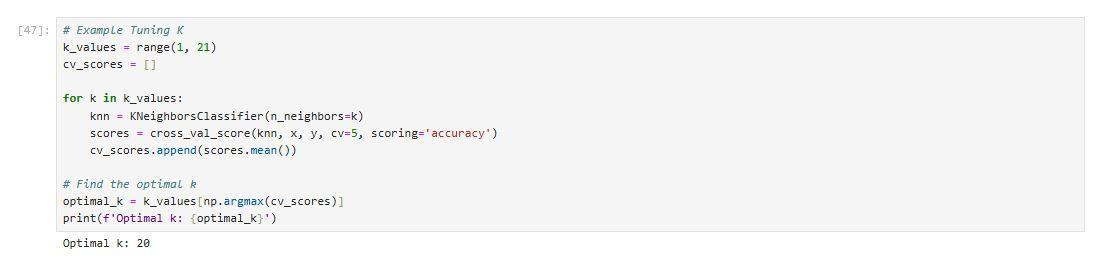 [47]: # Example Tuning K
k_values = range(1, 21)
cv_scores = []
for k in k_values:
    knn = KNeighborsClassifier(n_neighbors=k)
    scores = cross_val_score(knn, x, y, cv=5, scoring='accuracy')
    cv_scores.append(scores.mean())
# Find the optimal k
optimal_k = k_values[np.argmax(cv_scores)]
print(f'Optimal k: {optimal_k}')
Optimal k: 20